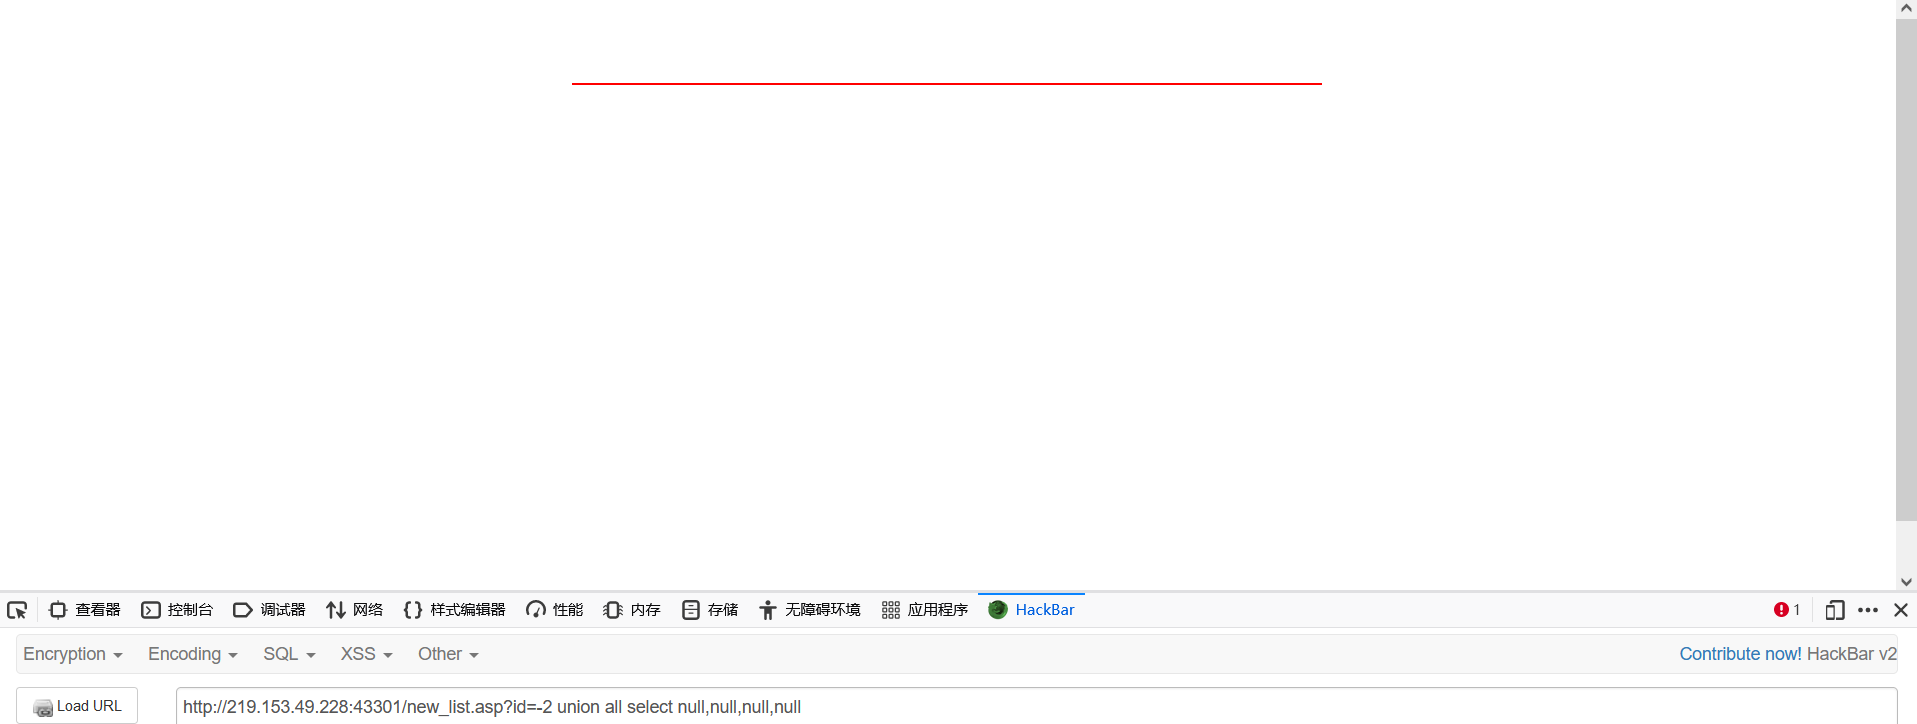 查看器 控制台 调试器 网络 样式编辑器 性能 内存 存储 无障碍环境 应用程序 HackBar 1
Encryption Encoding SQL XSS Other Contribute now! HackBar v2
Load URL http://219.153.49.228:43301/new_list.asp?id=-2 union all select null,null,null,null